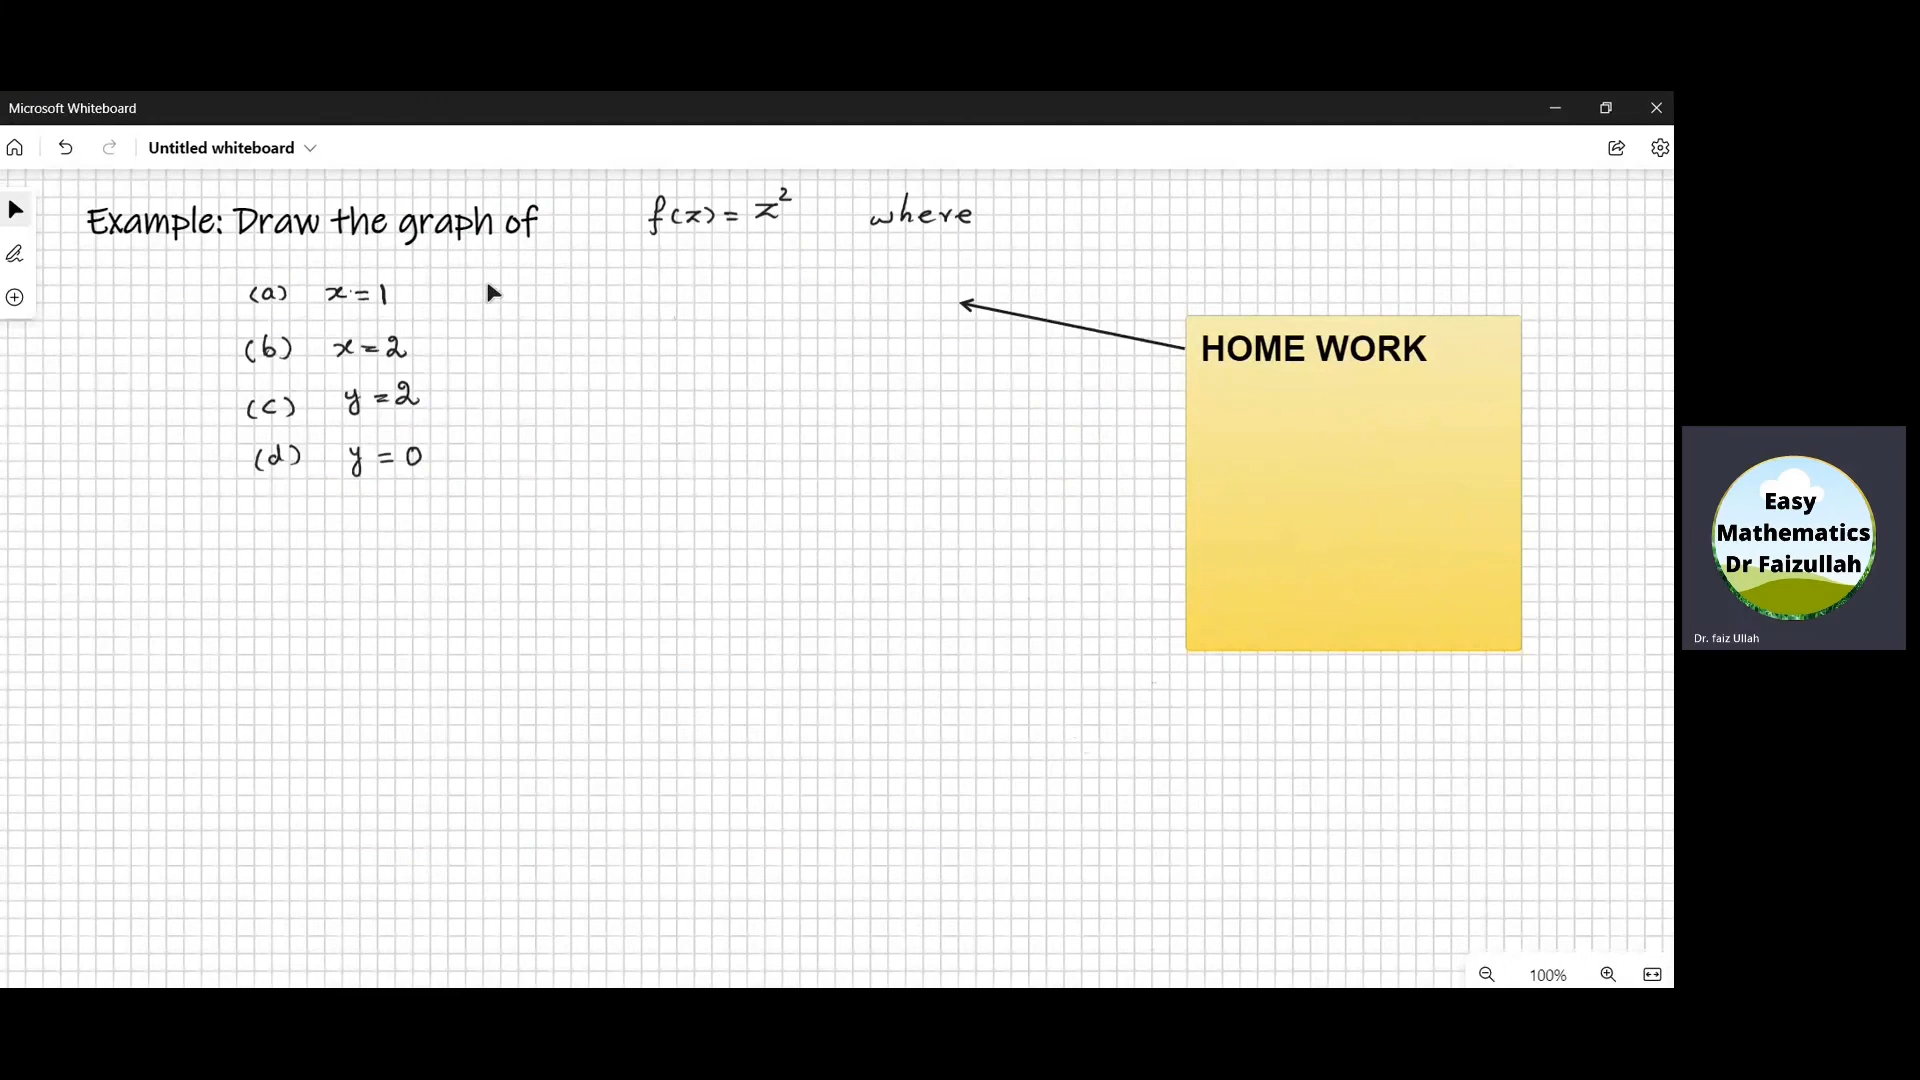 Microsoft Whiteboard
Untitled whiteboard
Example: Draw the graph of f(z) = z² where
(a) x = 1
(b) x = 2
(c) y = 2
(d) y = 0
HOME WORK
Easy
Mathematics
Dr Faizullah
Dr. faiz Ullah
100%